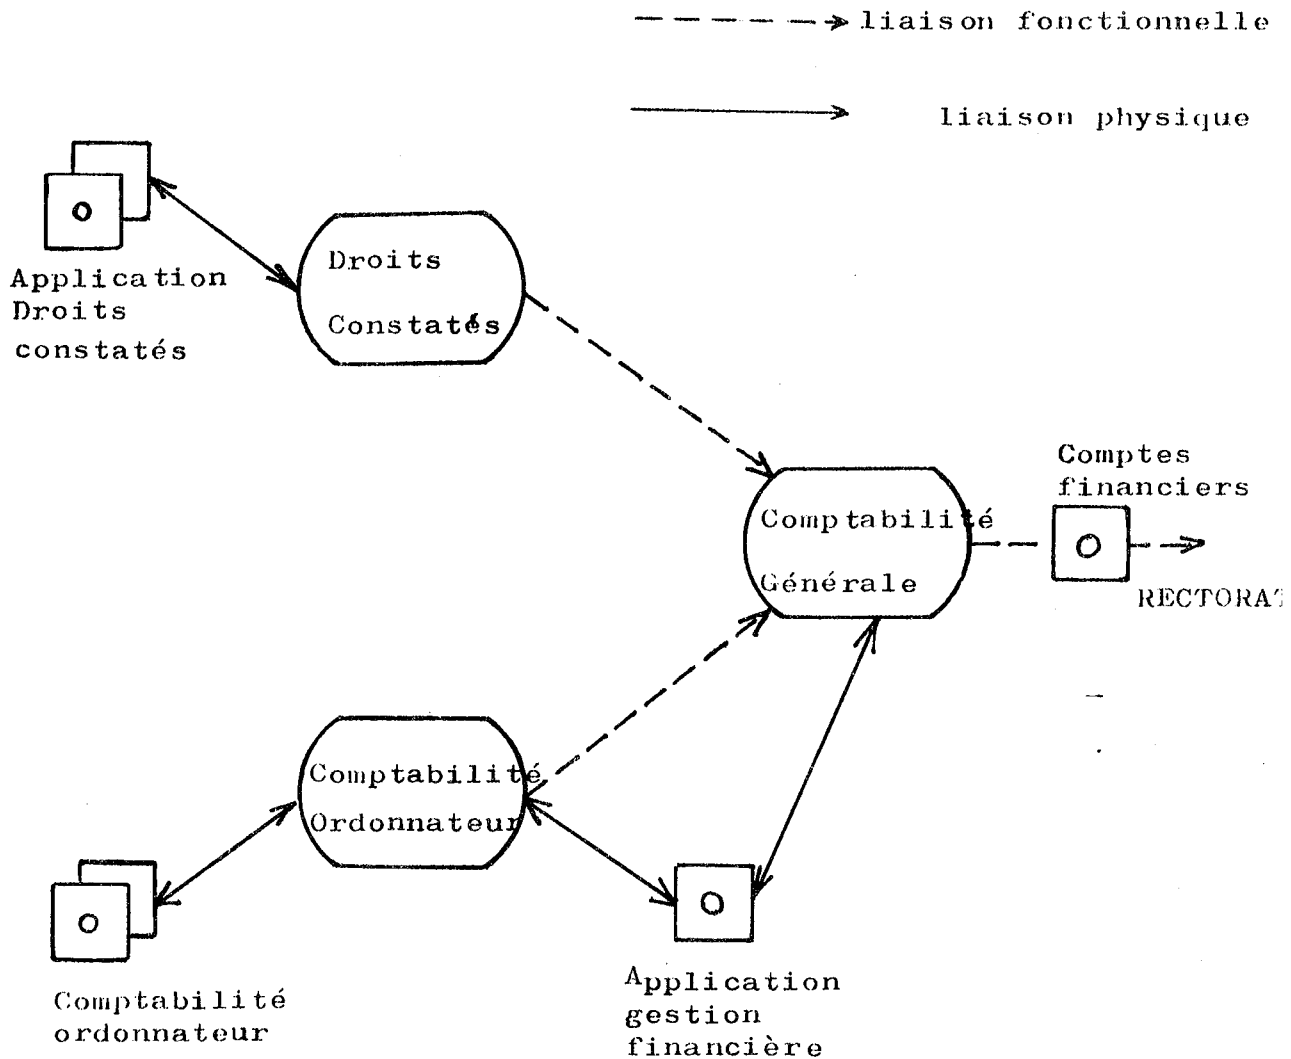 liaison fonctionnelle
liaison physique
Application
Droits
constatés
Droits
Constatés
Comptes
financiers
Comptabilité
Générale
RECTORAT
Comptabilité
Ordonnateur
Comptabilité
ordonnateur
Application
gestion
financière